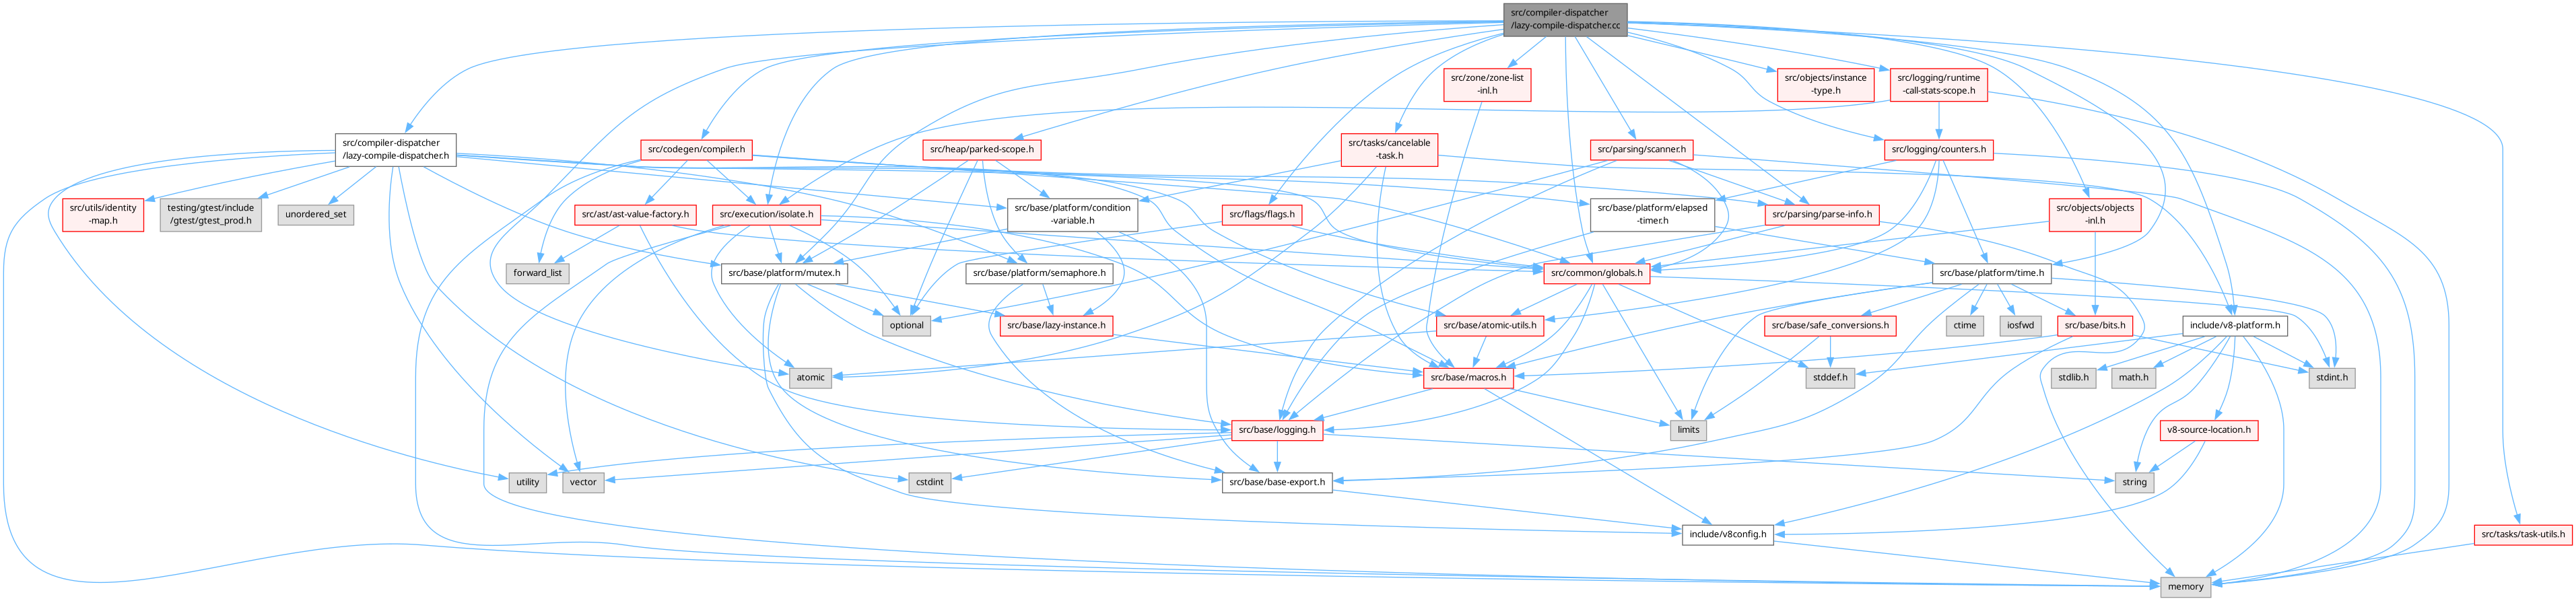 src/compiler-dispatcher
/lazy-compile-dispatcher.cc
src/zone/zone-list
-inl.h
src/objects/instance
-type.h
src/logging/runtime
-call-stats-scope.h
src/compiler-dispatcher
/lazy-compile-dispatcher.h
src/codegen/compiler.h
src/heap/parked-scope.h
src/tasks/cancelable
-task.h
src/parsing/scanner.h
src/logging/counters.h
src/utils/identity
-map.h
testing/gtest/include
/gtest/gtest_prod.h
unordered_set
src/ast/ast-value-factory.h
src/execution/isolate.h
src/base/platform/condition
-variable.h
src/flags/flags.h
src/base/platform/elapsed
-timer.h
src/parsing/parse-info.h
src/objects/objects
-inl.h
forward_list
src/base/platform/mutex.h
src/base/platform/semaphore.h
src/common/globals.h
src/base/platform/time.h
optional
src/base/lazy-instance.h
src/base/atomic-utils.h
src/base/safe_conversions.h
ctime
iosfwd
src/base/bits.h
include/v8-platform.h
atomic
src/base/macros.h
stddef.h
stdlib.h
math.h
stdint.h
src/base/logging.h
limits
v8-source-location.h
utility
vector
cstdint
src/base/base-export.h
string
include/v8config.h
src/tasks/task-utils.h
memory